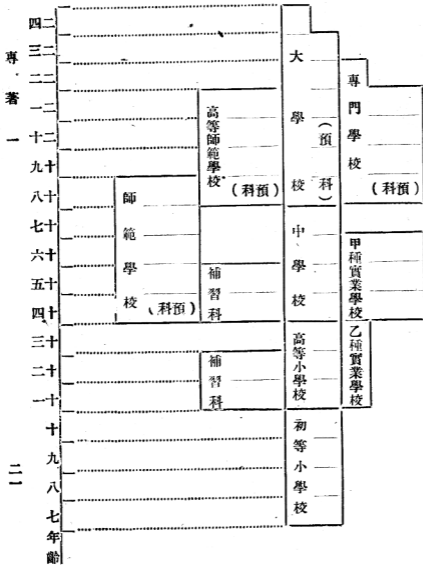 專門學校
(預科)
甲種實業學校
乙種實業學校
大學校
(預科)
中學校
高等小學校
初等小學校
高等師範學校
(預科)
補習科
補習科
師範學校
(預科)
二四
二三
二二
二一
二十
十九
十八
十七
十六
十五
十四
十三
十二
十一
十
九
八
七
年齡
專．著　一
二一